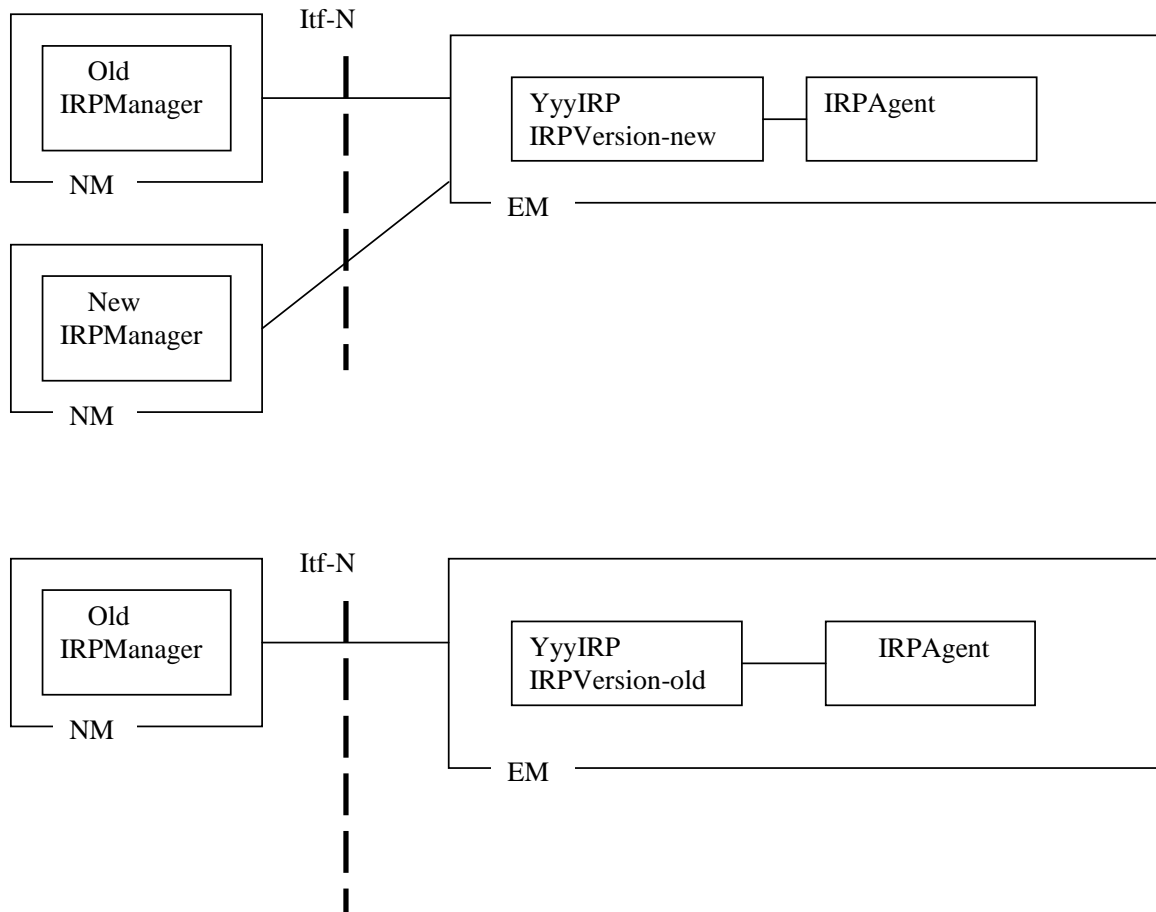 Itf-N
Old
IRPManager
NM
YyyIRP
IRPVersion-new
IRPAgent
EM
New
IRPManager
NM
Itf-N
Old
IRPManager
NM
YyyIRP
IRPVersion-old
IRPAgent
EM